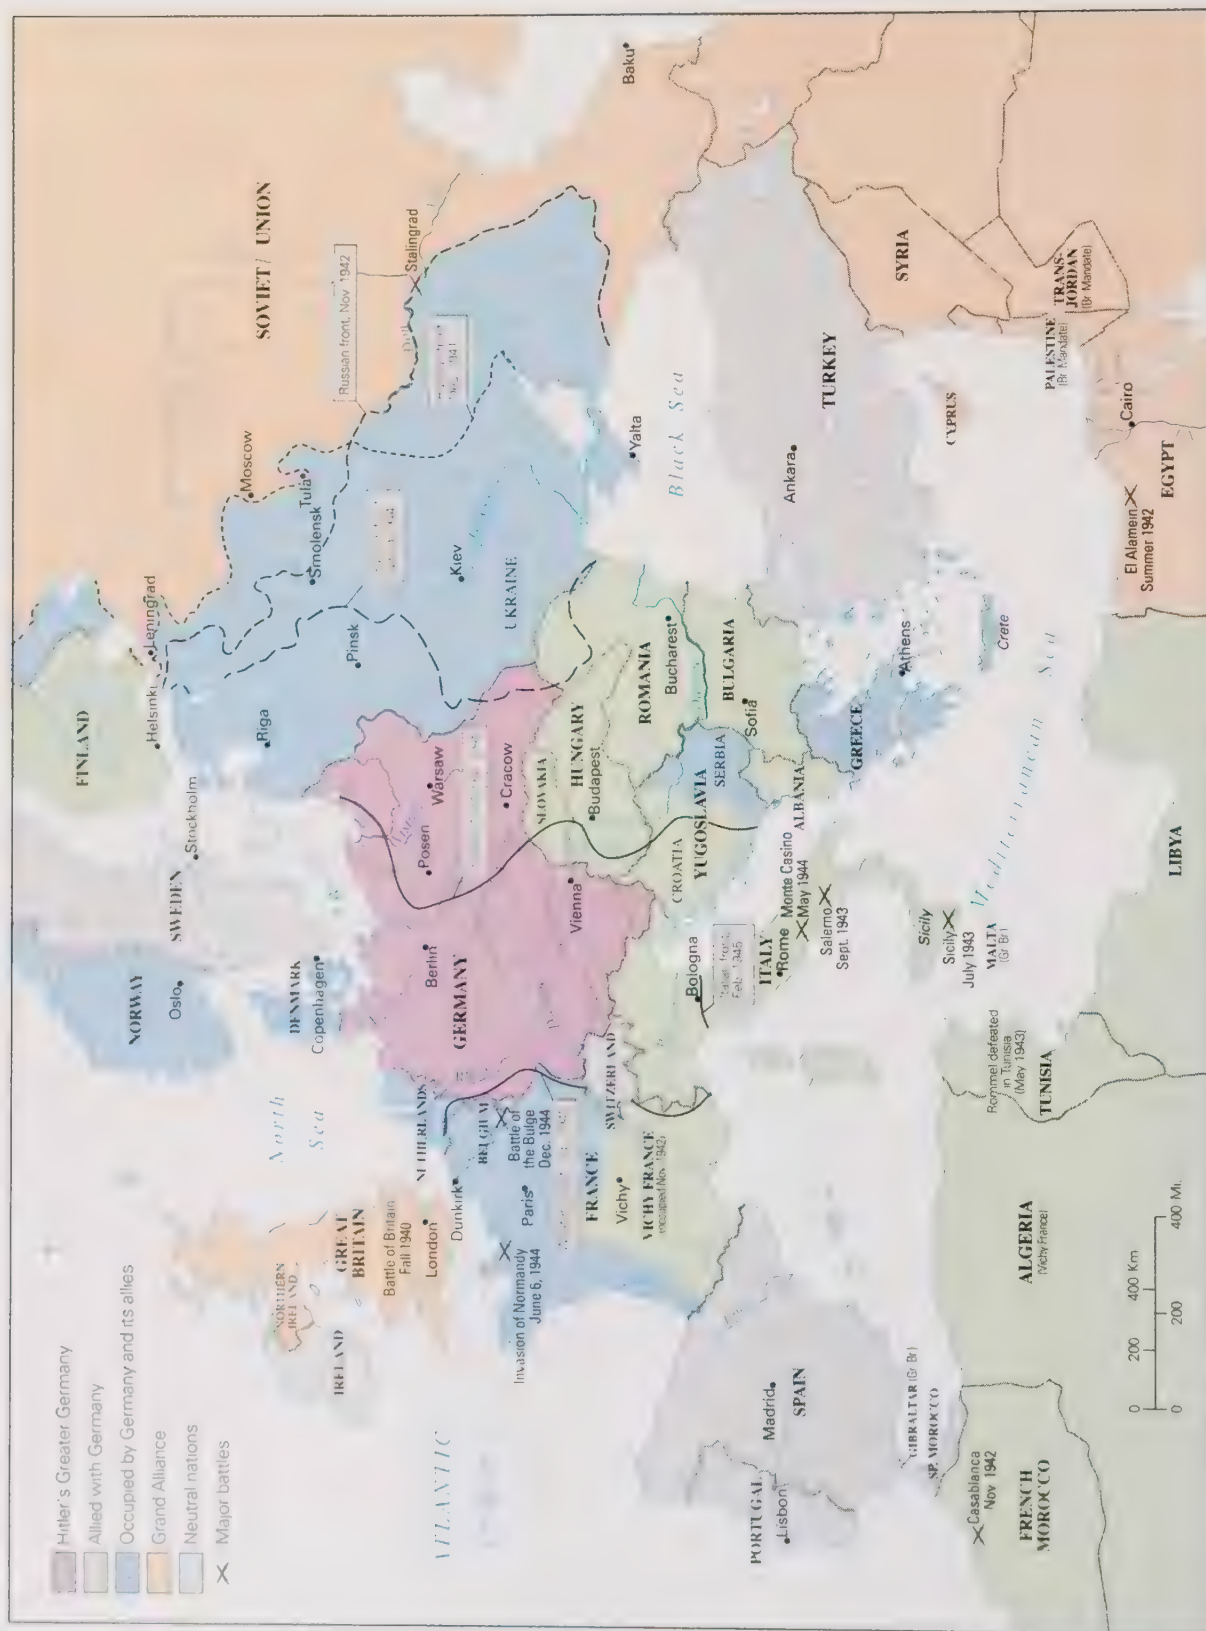 Hitler's Greater Germany
Allied with Germany
Occupied by Germany and its allies
Grand Alliance
Neutral nations
Major battles
ATLANTIC
North
Sea
NORTHERN
IRELAND
IRELAND
GREAT
BRITAIN
Battle of Britain
Fall 1940
London
NORWAY
Oslo
SWEDEN
Stockholm
FINLAND
Helsinki
Leningrad
DENMARK
Copenhagen
Riga
Moscow
Tula
Smolensk
Pinsk
SOVIET UNION
Russian front, Nov. 1942
Stalingrad
Don
1941
Kiev
UKRAINE
Baku
Yalta
Black Sea
NETHERLANDS
BELGIUM
Battle of
the Bulge
Dec. 1944
Dunkirk
Invasion of Normandy
June 6, 1944
Paris
FRANCE
Vichy
VICHY FRANCE
(occupied Nov. 1942)
SWITZERLAND
GERMANY
Berlin
Posen
Warsaw
Cracow
Vienna
SLOVAKIA
HUNGARY
Budapest
ROMANIA
Bucharest
CROATIA
YUGOSLAVIA
SERBIA
BULGARIA
Sofia
ALBANIA
GREECE
Athens
Crete
ITALY
Bologna
Italian front,
Feb. 1945
Rome
Monte Casino
May 1944
Salerno
Sept. 1943
Sicily
Sicily
July 1943
MALTA
(Gr Br)
Mediterranean Sea
TURKEY
Ankara
CYPRUS
SYRIA
PALESTINE
(Br Mandate)
TRANS-
JORDAN
(Br Mandate)
Cairo
EGYPT
El Alamein
Summer 1942
LIBYA
Rommel defeated
in Tunisia
(May 1943)
TUNISIA
ALGERIA
(Vichy France)
PORTUGAL
Lisbon
Madrid
SPAIN
GIBRALTAR (Gr Br)
SP. MOROCCO
Casablanca
Nov 1942
FRENCH
MOROCCO
0 200 400 Km
0 200 400 Mi.